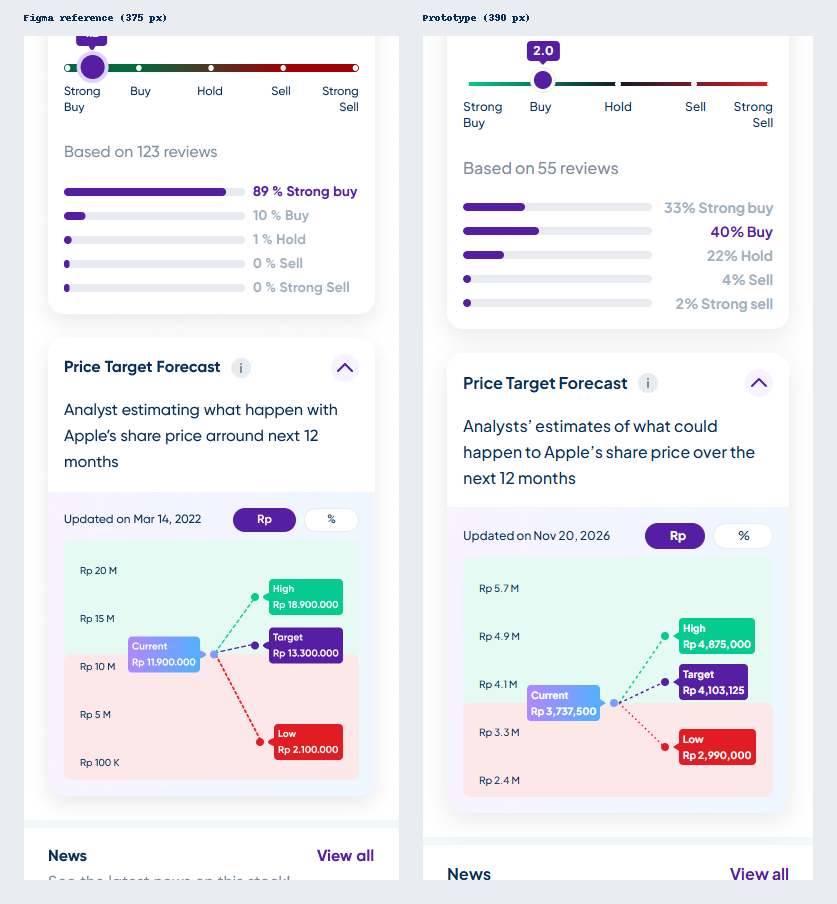 Figma reference (375 px)
Strong Buy
Buy
Hold
Sell
Strong Sell
Based on 123 reviews
89 % Strong buy
10 % Buy
1 % Hold
0 % Sell
0 % Strong Sell
Price Target Forecast
i
Analyst estimating what happen with
Apple's share price arround next 12
months
Updated on Mar 14, 2022
Rp
%
Rp 20 M
Rp 15 M
Rp 10 M
Rp 5 M
Rp 100 K
High
Rp 18.900.000
Target
Rp 13.300.000
Current
Rp 11.900.000
Low
Rp 2.100.000
News
View all
Prototype (390 px)
2.0
Strong Buy
Buy
Hold
Sell
Strong Sell
Based on 55 reviews
33% Strong buy
40% Buy
22% Hold
4% Sell
2% Strong sell
Price Target Forecast
i
Analysts’ estimates of what could
happen to Apple’s share price over the
next 12 months
Updated on Nov 20, 2026
Rp
%
Rp 5.7 M
Rp 4.9 M
Rp 4.1 M
Rp 3.3 M
Rp 2.4 M
High
Rp 4,875,000
Target
Rp 4,103,125
Current
Rp 3,737,500
Low
Rp 2,990,000
News
View all